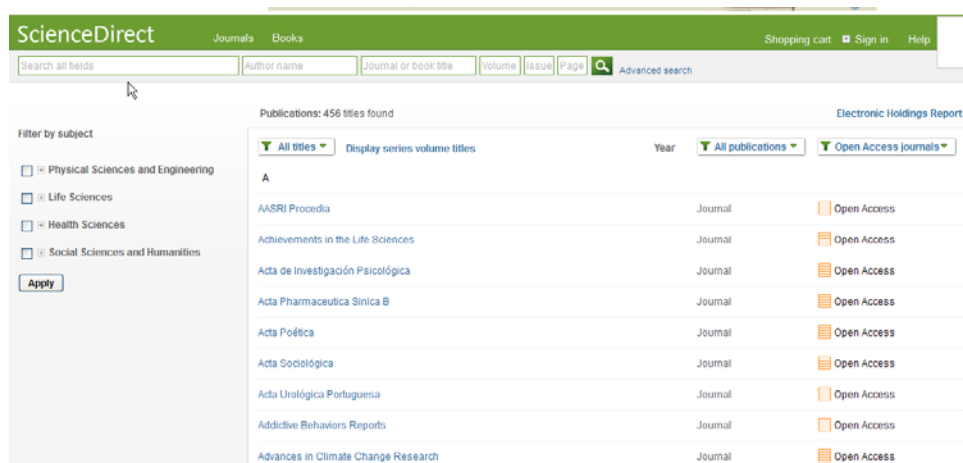 ScienceDirect Journals Books Shopping cart Sign in Help
Search all fields Author name Journal or book title Volume Issue Page Advanced search
Publications: 456 titles found Electronic Holdings Report
Filter by subject
All titles Display series volume titles Year All publications Open Access journals
Physical Sciences and Engineering
Life Sciences
Health Sciences
Social Sciences and Humanities
Apply
A
AASRI Procedia Journal Open Access
Achievements in the Life Sciences Journal Open Access
Acta de Investigación Psicológica Journal Open Access
Acta Pharmaceutica Sinica B Journal Open Access
Acta Poética Journal Open Access
Acta Sociológica Journal Open Access
Acta Urológica Portuguesa Journal Open Access
Addictive Behaviors Reports Journal Open Access
Advances in Climate Change Research Journal Open Access